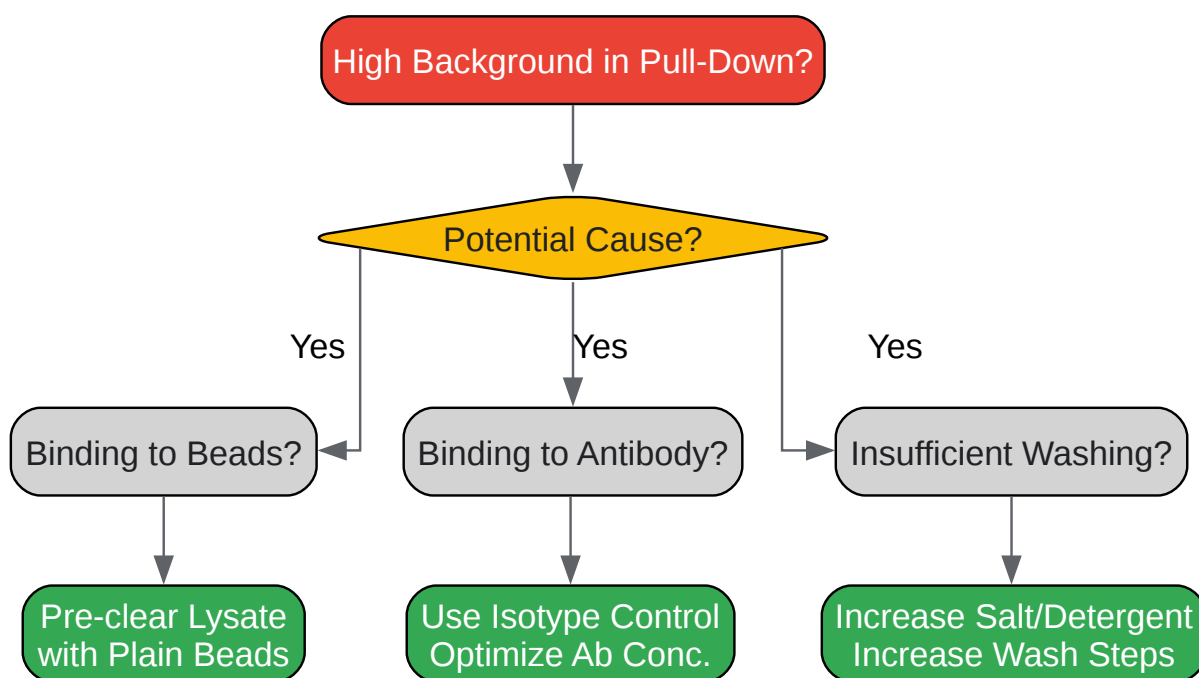 High Background in Pull-Down?
Potential Cause?
Yes
Yes
Yes
Binding to Beads?
Binding to Antibody?
Insufficient Washing?
Pre-clear Lysate
with Plain Beads
Use Isotype Control
Optimize Ab Conc.
Increase Salt/Detergent
Increase Wash Steps